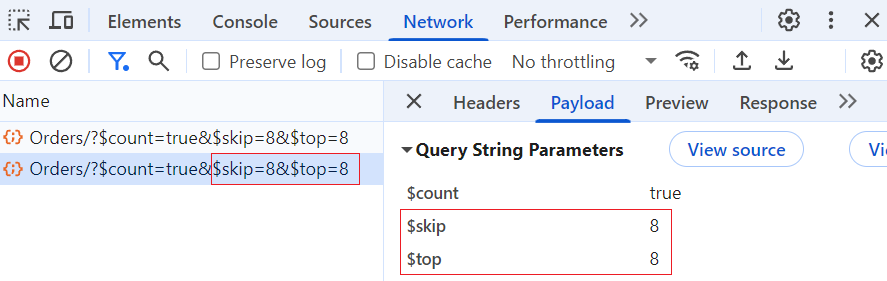 Elements Console Sources Network Performance
Preserve log Disable cache No throttling
Name
Headers Payload Preview Response
Orders/?$count=true&$skip=8&$top=8
Orders/?$count=true&$skip=8&$top=8
Query String Parameters View source Vi
$count true
$skip 8
$top 8